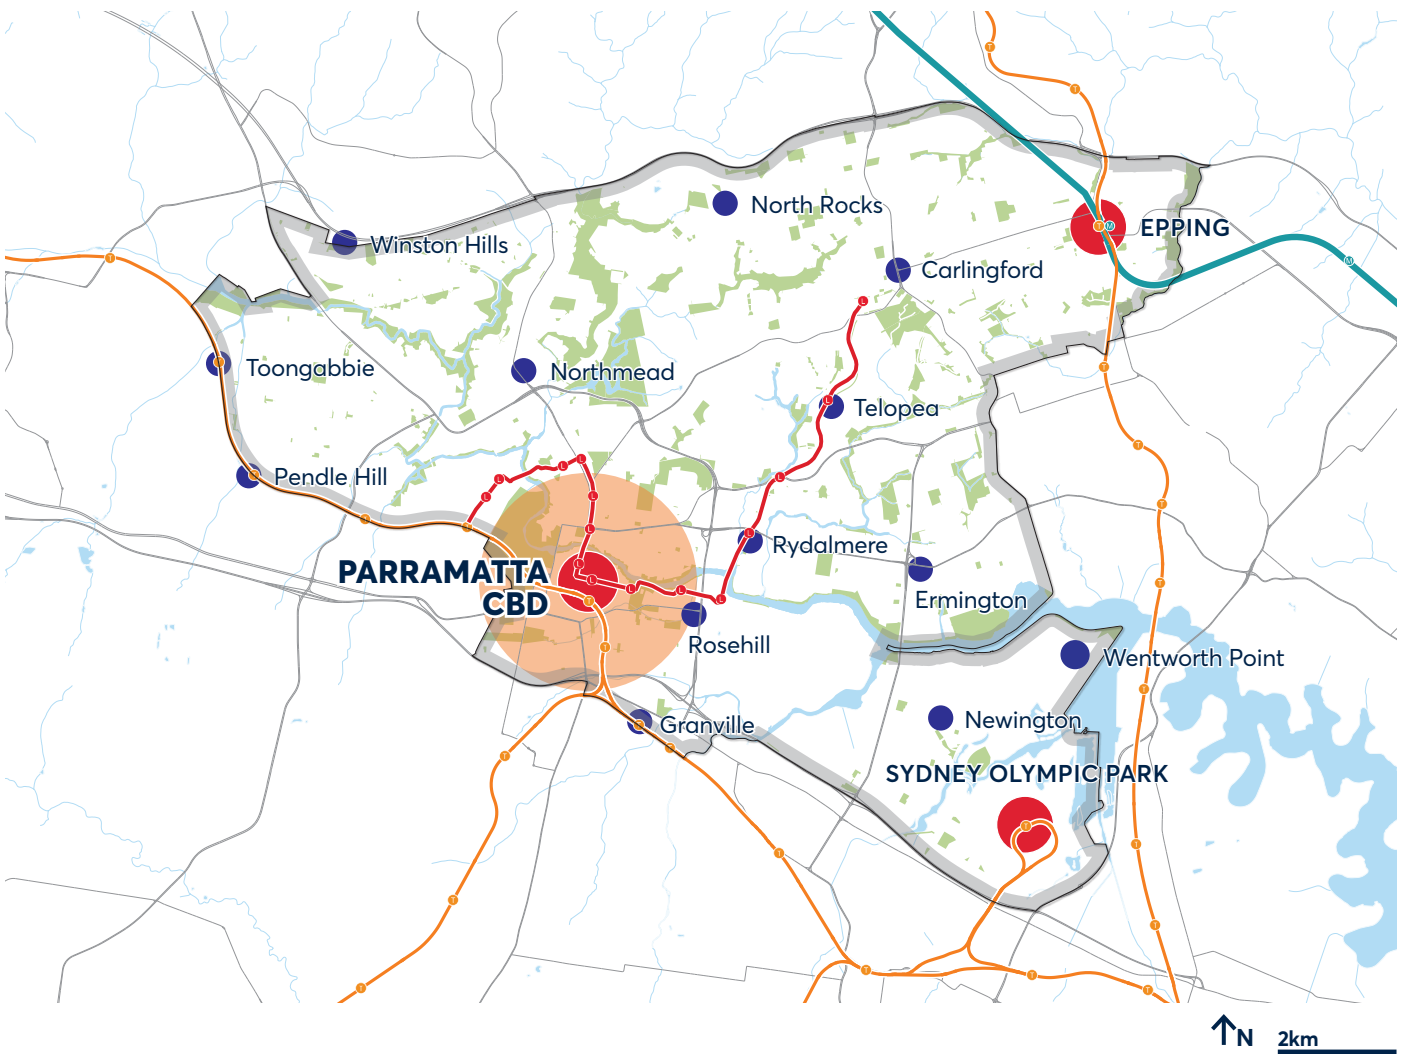 North Rocks
EPPING
Winston Hills
Carlingford
Toongabbie
Northmead
Telopea
Pendle Hill
Rydalmere
PARRAMATTA
CBD
Ermington
Rosehill
Wentworth Point
Newington
Granville
SYDNEY OLYMPIC PARK
N
2km